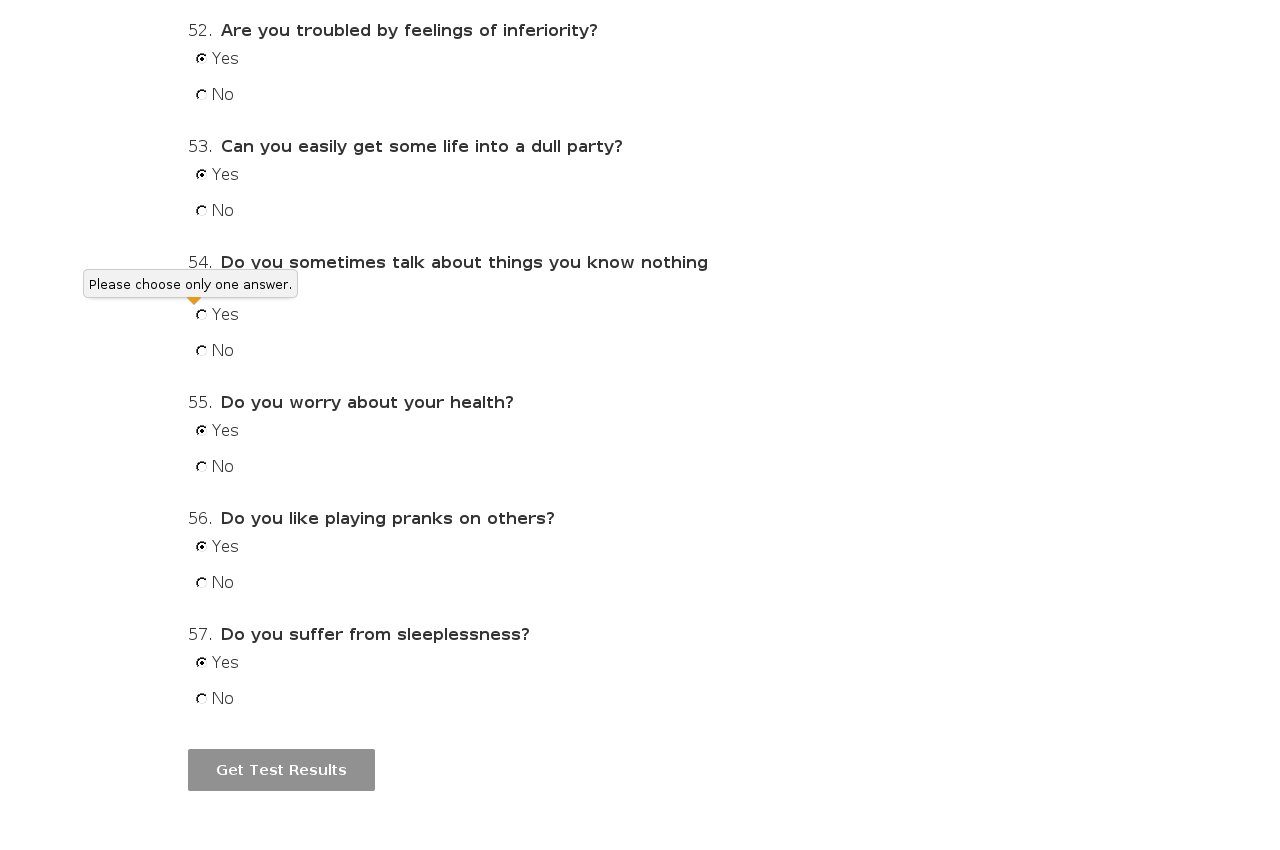 52. Are you troubled by feelings of inferiority?
Yes
No
53. Can you easily get some life into a dull party?
Yes
No
54. Do you sometimes talk about things you know nothing
Please choose only one answer.
Yes
No
55. Do you worry about your health?
Yes
No
56. Do you like playing pranks on others?
Yes
No
57. Do you suffer from sleeplessness?
Yes
No
Get Test Results